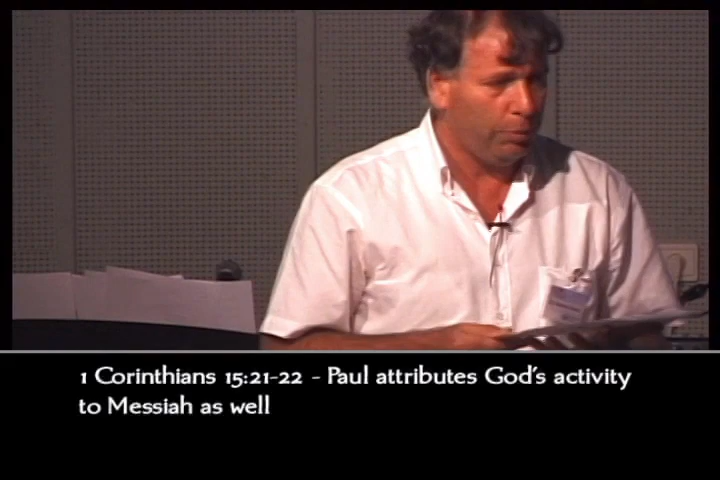 1 Corinthians 15:21-22 - Paul attributes God's activity
to Messiah as well